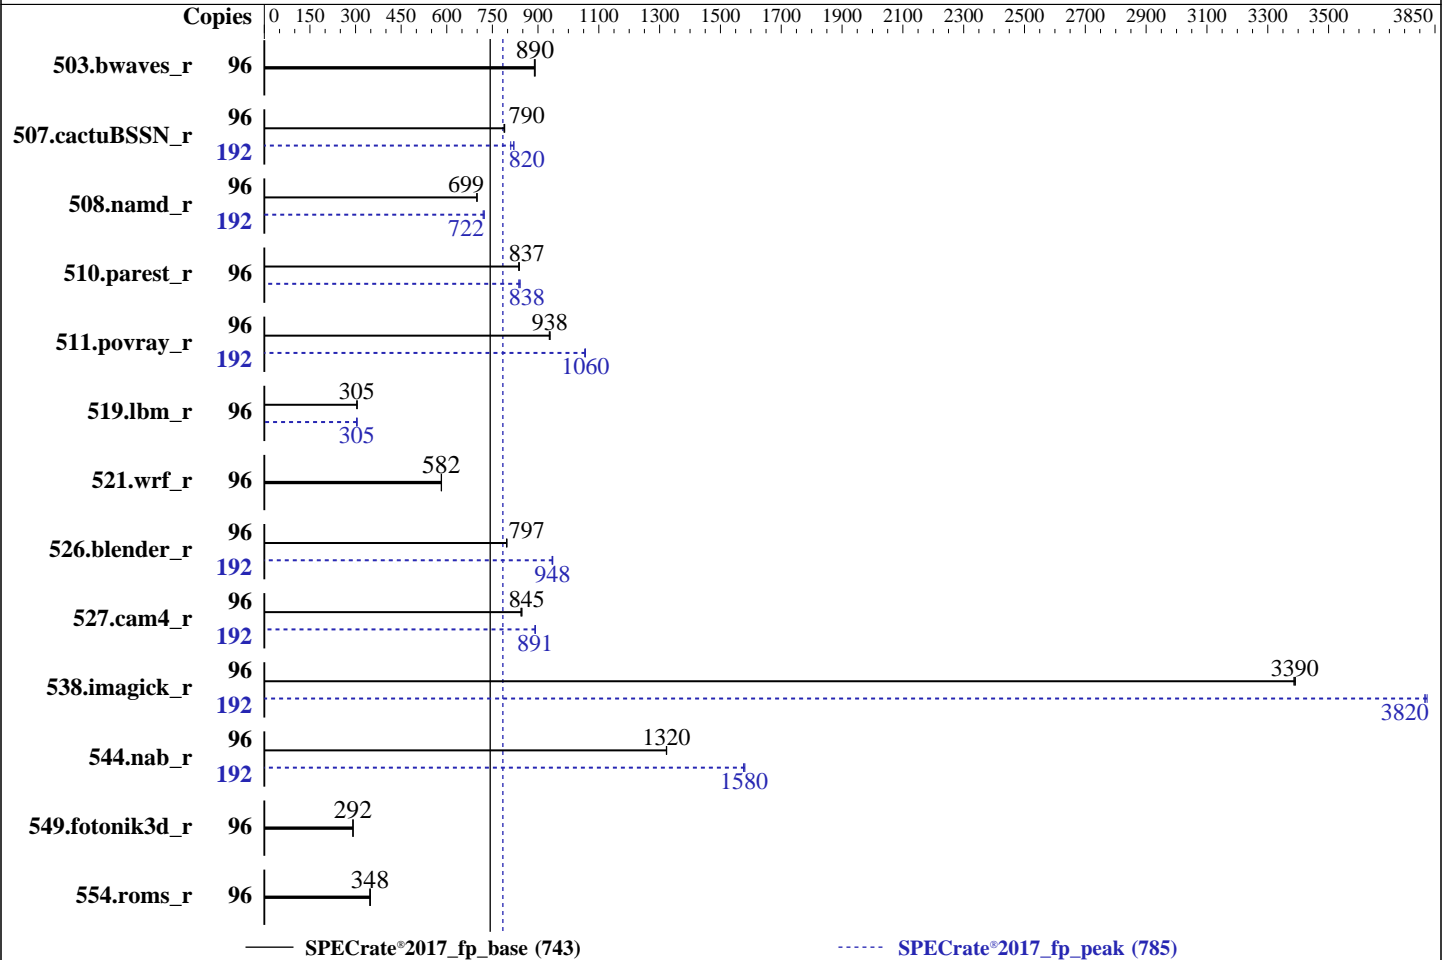 Copies 0 150 300 450 600 750 900 1100 1300 1500 1700 1900 2100 2300 2500 2700 2900 3100 3300 3500 3850
503.bwaves_r 96 890
507.cactuBSSN_r 96 790
192 820
508.namd_r 96 699
192 722
510.parest_r 96 837
838
511.povray_r 96 938
192 1060
519.lbm_r 96 305
305
521.wrf_r 96 582
526.blender_r 96 797
192 948
527.cam4_r 96 845
192 891
538.imagick_r 96 3390
192 3820
544.nab_r 96 1320
192 1580
549.fotonik3d_r 96 292
554.roms_r 96 348
SPECrate®2017_fp_base (743) SPECrate®2017_fp_peak (785)